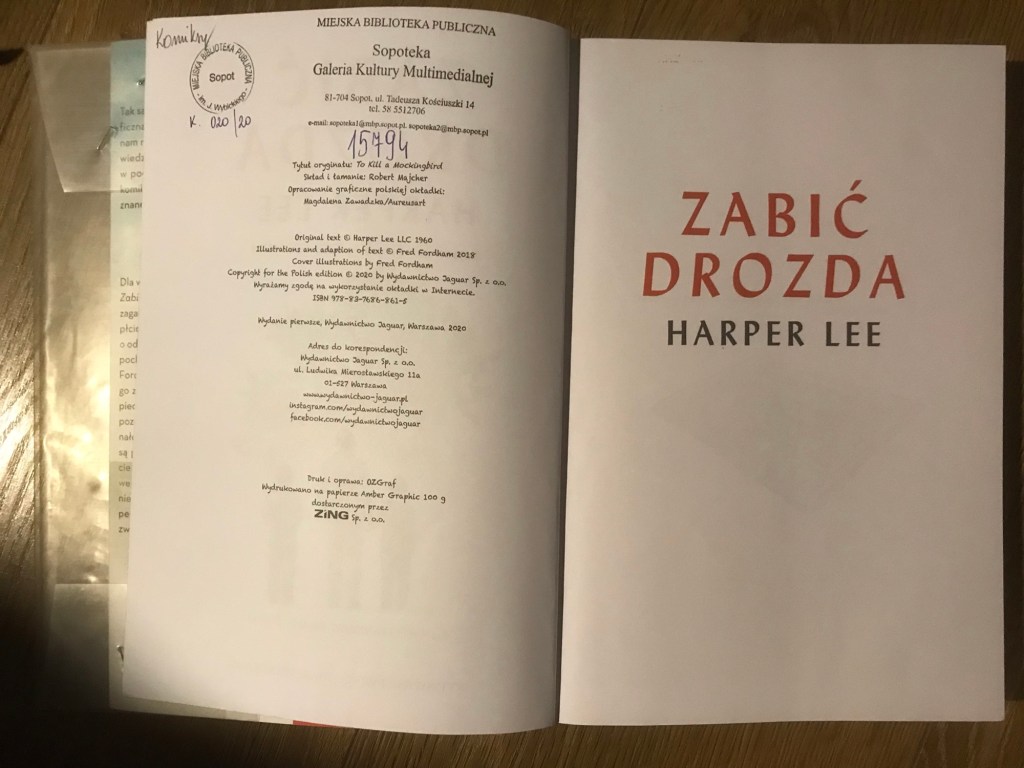 Komiksy
MIEJSKA BIBLIOTEKA PUBLICZNA
Sopot
im. J. Wybickiego
K. 020/20
MIEJSKA BIBLIOTEKA PUBLICZNA
Sopoteka
Galeria Kultury Multimedialnej
81-704 Sopot, ul. Tadeusza Kościuszki 14
tel. 58 5512706
e-mail: sopoteka1@mbp.sopot.pl, sopoteka2@mbp.sopot.pl
15794
Tytuł oryginału: To Kill a Mockingbird
Skład i łamanie: Robert Majcher
Opracowanie graficzne polskiej okładki:
Magdalena Zawadzka/Aureusart
Original text © Harper Lee LLC 1960
Illustrations and adaption of text © Fred Fordham 2018
Cover illustrations by Fred Fordham
Copyright for the Polish edition © 2020 by Wydawnictwo Jaguar Sp. z o.o.
Wyrażamy zgodę na wykorzystanie okładki w Internecie.
ISBN 978-83-7686-861-5
Wydanie pierwsze, Wydawnictwo Jaguar, Warszawa 2020
Adres do korespondencji:
Wydawnictwo Jaguar Sp. z o.o.
ul. Ludwika Mierosławskiego 11a
01-527 Warszawa
www.wydawnictwo-jaguar.pl
instagram.com/wydawnictwojaguar
facebook.com/wydawnictwojaguar
Druk i oprawa: OZGraf
Wydrukowano na papierze Amber Graphic 100 g
dostarczonym przez
ZiNG Sp. z o.o.
ZABIĆ
DROZDA
HARPER LEE